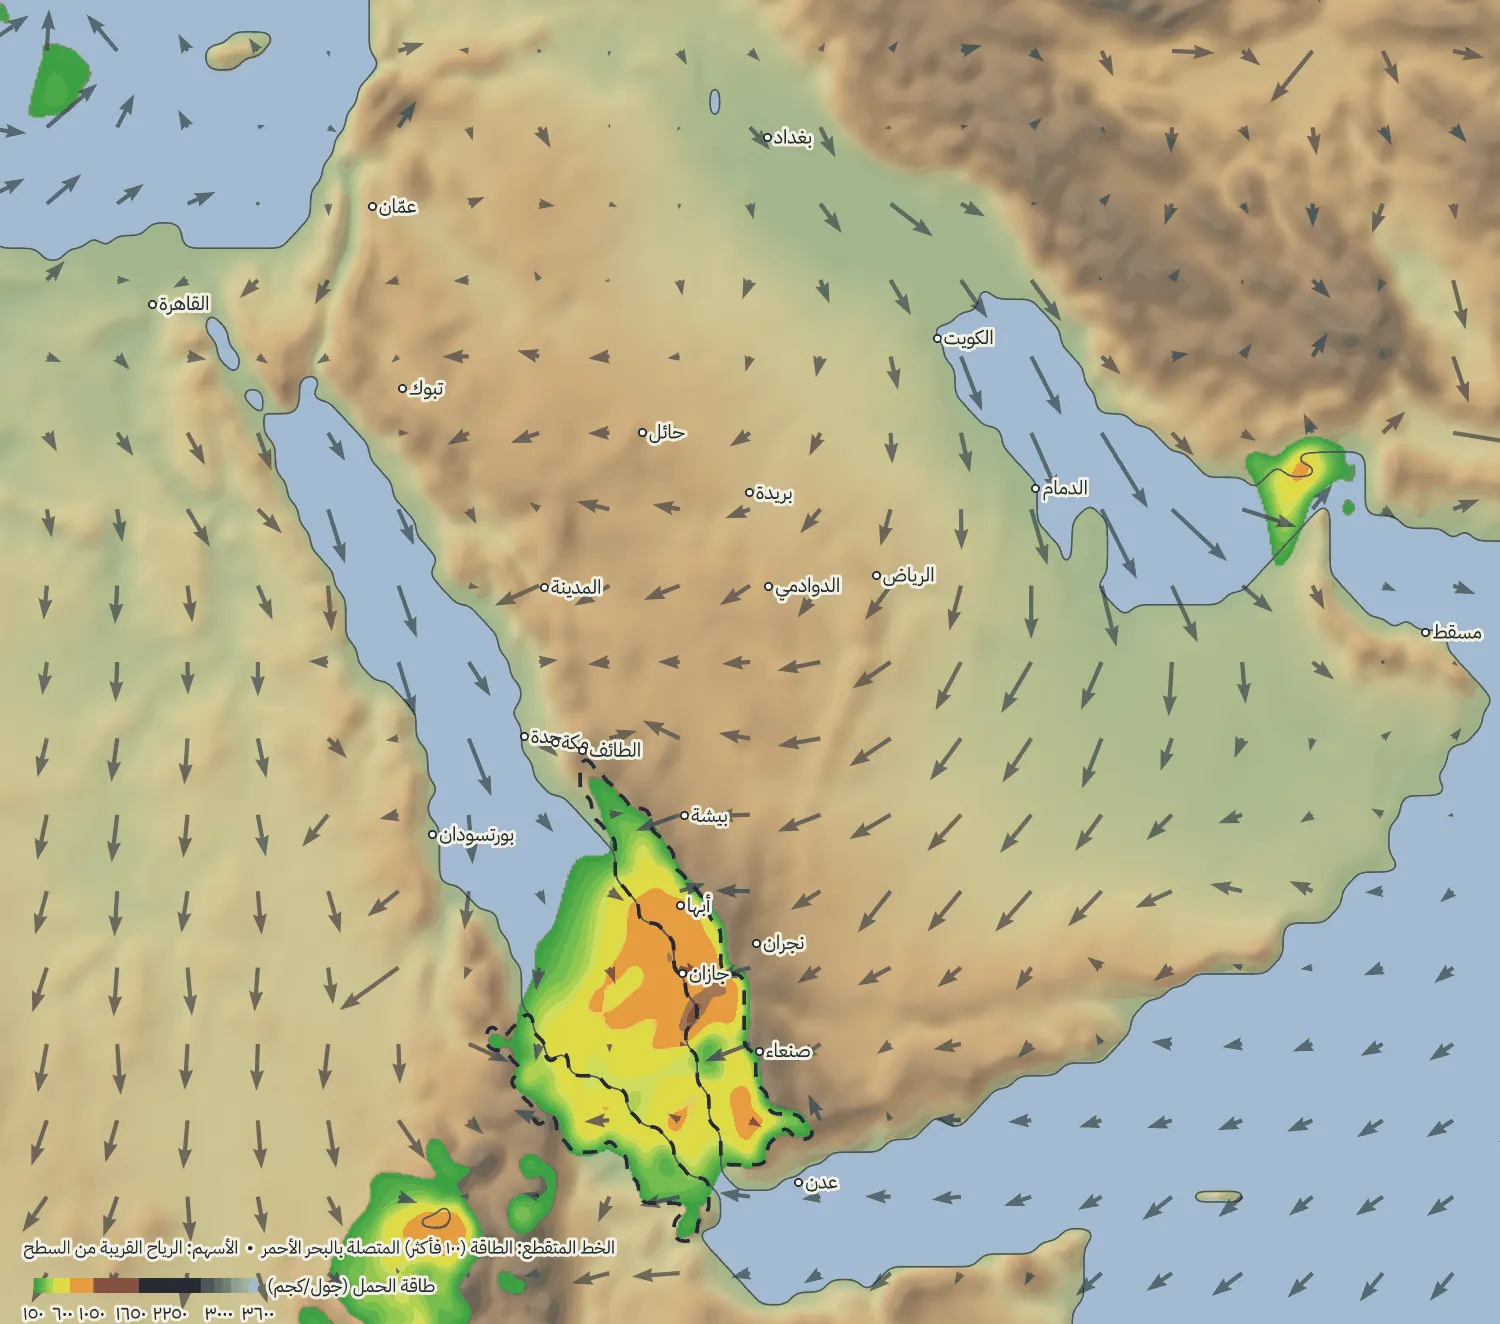 بغداد
عمّان
القاهرة
الكويت
تبوك
حائل
الدمام
بريدة
الرياض
الدوادمي
المدينة
مسقط
جدة
مكة
الطائف
بيشة
بورتسودان
أبها
نجران
جازان
صنعاء
عدن
الخط المتقطع: الطاقة (١٠٠ فأكثر) المتصلة بالبحر الأحمر • الأسهم: الرياح القريبة من السطح
طاقة الحمل (جول/كجم)
١٥٠ ٦٠٠ ١٠٥٠ ١٦٥٠ ٢٢٥٠ ٣٠٠٠ ٣٦٠٠